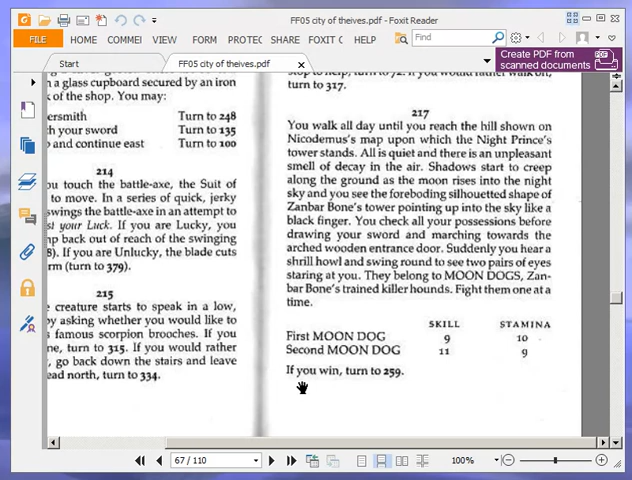 FF05 city of theives.pdf - Foxit Reader
FILE HOME COMMEI VIEW FORM PROTEC SHARE FOXIT C HELP Find
Start FF05 city of theives.pdf
Create PDF from
scanned documents
n a glass cupboard secured by an iron
k of the shop. You may:
ersmith Turn to 248
h your sword Turn to 135
and continue east Turn to 100
214
ou touch the battle-axe, the Suit of
to move. In a series of quick, jerky
swings the battle-axe in an attempt to
st your Luck. If you are Lucky, you
mp back out of reach of the swinging
8). If you are Unlucky, the blade cuts
rm (turn to 379).
215
e creature starts to speak in a low,
by asking whether you would like to
s famous scorpion brooches. If you
ne, turn to 315. If you would rather
, go back down the stairs and leave
ead north, turn to 334.
stop to help, turn to 72. If you would rather walk on,
turn to 317.
217
You walk all day until you reach the hill shown on
Nicodemus's map upon which the Night Prince's
tower stands. All is quiet and there is an unpleasant
smell of decay in the air. Shadows start to creep
along the ground as the moon rises into the night
sky and you see the foreboding silhouetted shape of
Zanbar Bone's tower pointing up into the sky like a
black finger. You check all your possessions before
drawing your sword and marching towards the
arched wooden entrance door. Suddenly you hear a
shrill howl and swing round to see two pairs of eyes
staring at you. They belong to MOON DOGS, Zan-
bar Bone's trained killer hounds. Fight them one at a
time.
SKILL STAMINA
First MOON DOG 9 10
Second MOON DOG 11 9
If you win, turn to 259.
67 / 110 100%